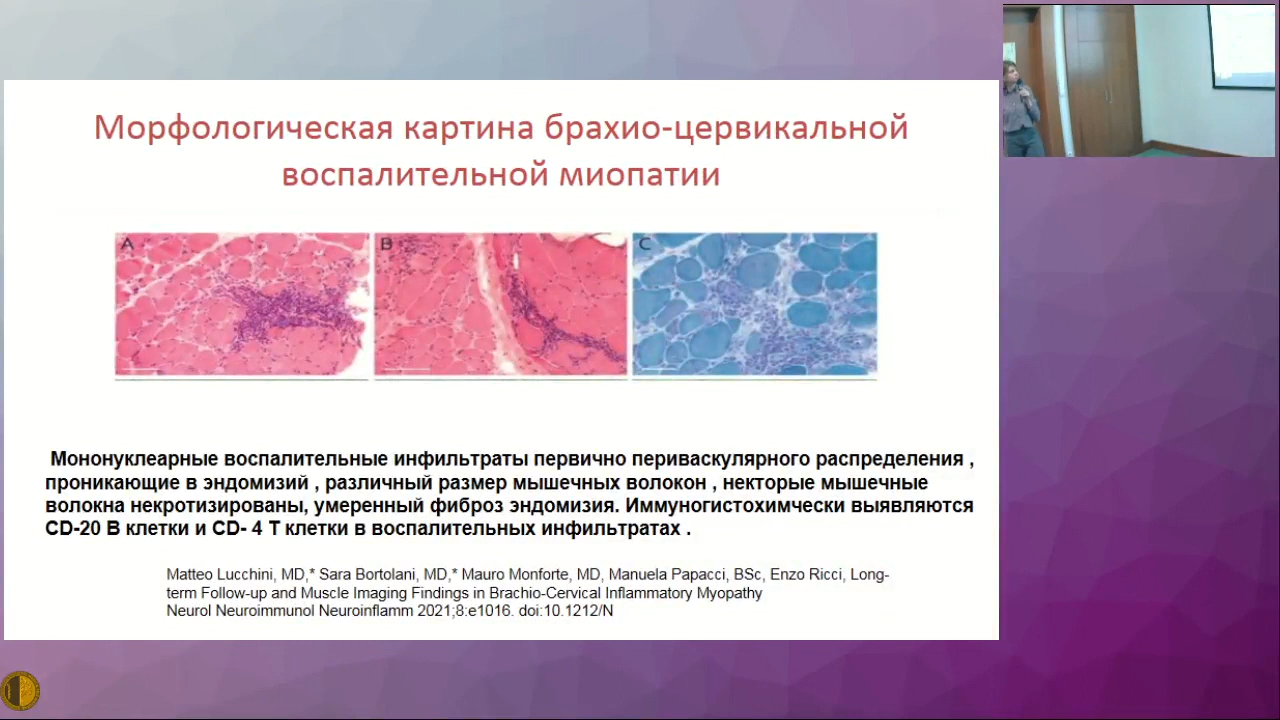 Морфологическая картина брахио-цервикальной
воспалительной миопатии
A
B
C
Мононуклеарные воспалительные инфильтраты первично периваскулярного распределения ,
проникающие в эндомизий , различный размер мышечных волокон , некторые мышечные
волокна некротизированы, умеренный фиброз эндомизия. Иммуногистохимчески выявляются
CD-20 В клетки и CD- 4 Т клетки в воспалительных инфильтратах .
Matteo Lucchini, MD,* Sara Bortolani, MD,* Mauro Monforte, MD, Manuela Papacci, BSc, Enzo Ricci, Long-
term Follow-up and Muscle Imaging Findings in Brachio-Cervical Inflammatory Myopathy
Neurol Neuroimmunol Neuroinflamm 2021;8:e1016. doi:10.1212/N